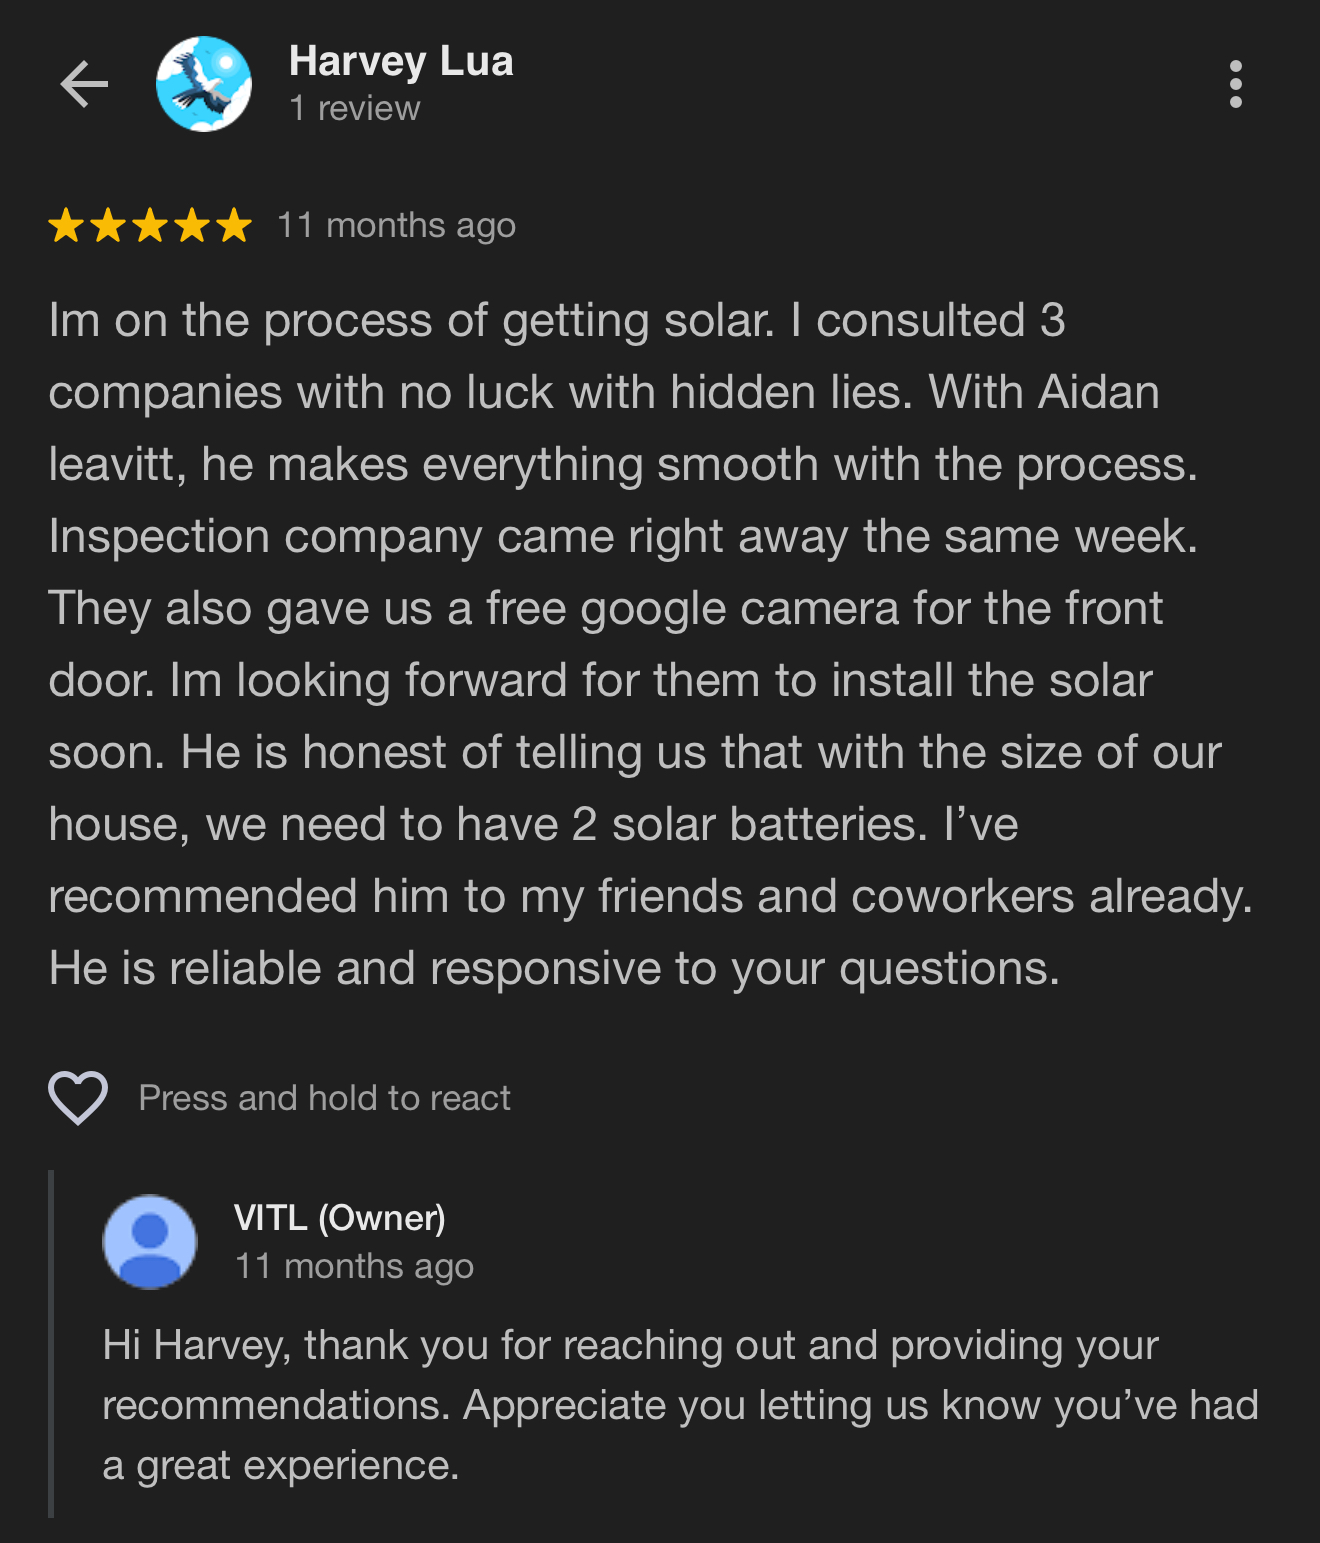 Harvey Lua
1 review
11 months ago
Im on the process of getting solar. I consulted 3
companies with no luck with hidden lies. With Aidan
leavitt, he makes everything smooth with the process.
Inspection company came right away the same week.
They also gave us a free google camera for the front
door. Im looking forward for them to install the solar
soon. He is honest of telling us that with the size of our
house, we need to have 2 solar batteries. I’ve
recommended him to my friends and coworkers already.
He is reliable and responsive to your questions.
Press and hold to react
VITL (Owner)
11 months ago
Hi Harvey, thank you for reaching out and providing your
recommendations. Appreciate you letting us know you’ve had
a great experience.